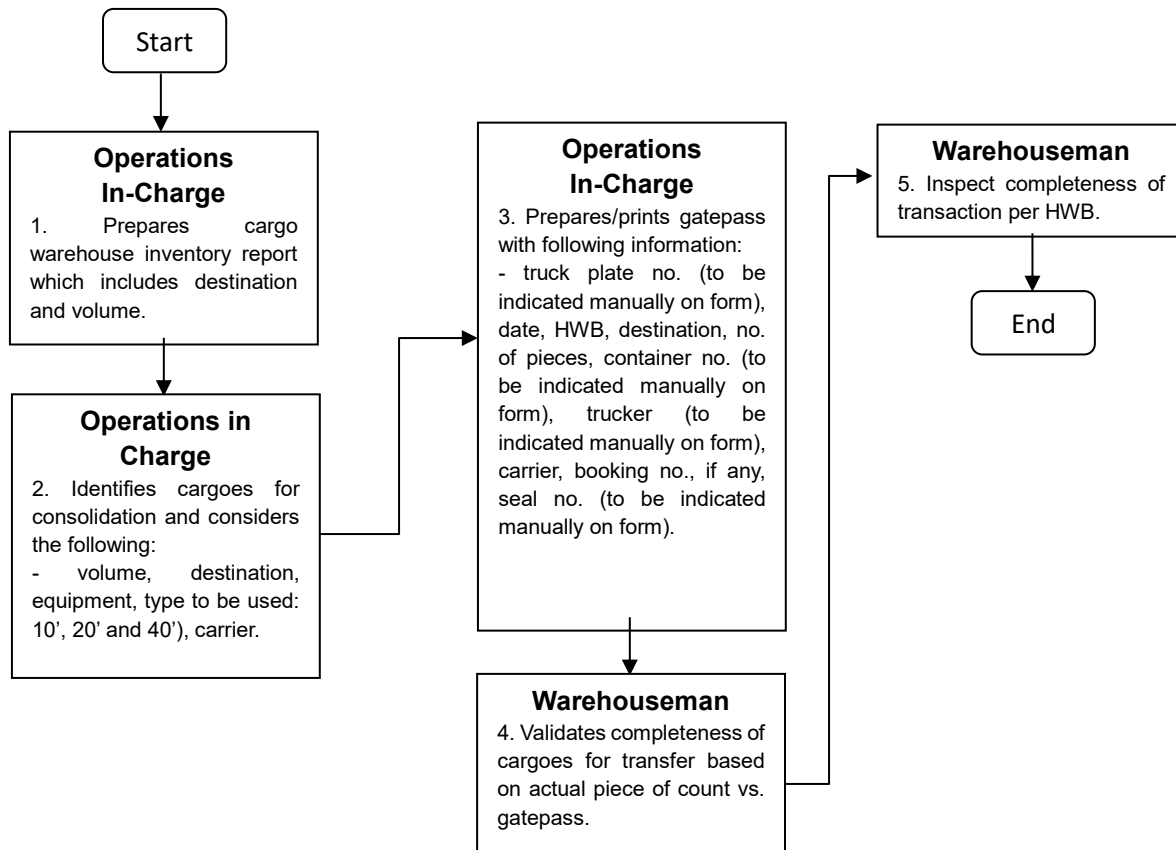 Start
Operations
In-Charge
1. Prepares cargo
warehouse inventory report
which includes destination
and volume.
Operations in
Charge
2. Identifies cargoes for
consolidation and considers
the following:
- volume, destination,
equipment, type to be used:
10’, 20’ and 40’), carrier.
Operations
In-Charge
3. Prepares/prints gatepass
with following information:
- truck plate no. (to be
indicated manually on form),
date, HWB, destination, no.
of pieces, container no. (to
be indicated manually on
form), trucker (to be
indicated manually on form),
carrier, booking no., if any,
seal no. (to be indicated
manually on form).
Warehouseman
4. Validates completeness of
cargoes for transfer based
on actual piece of count vs.
gatepass.
Warehouseman
5. Inspect completeness of
transaction per HWB.
End